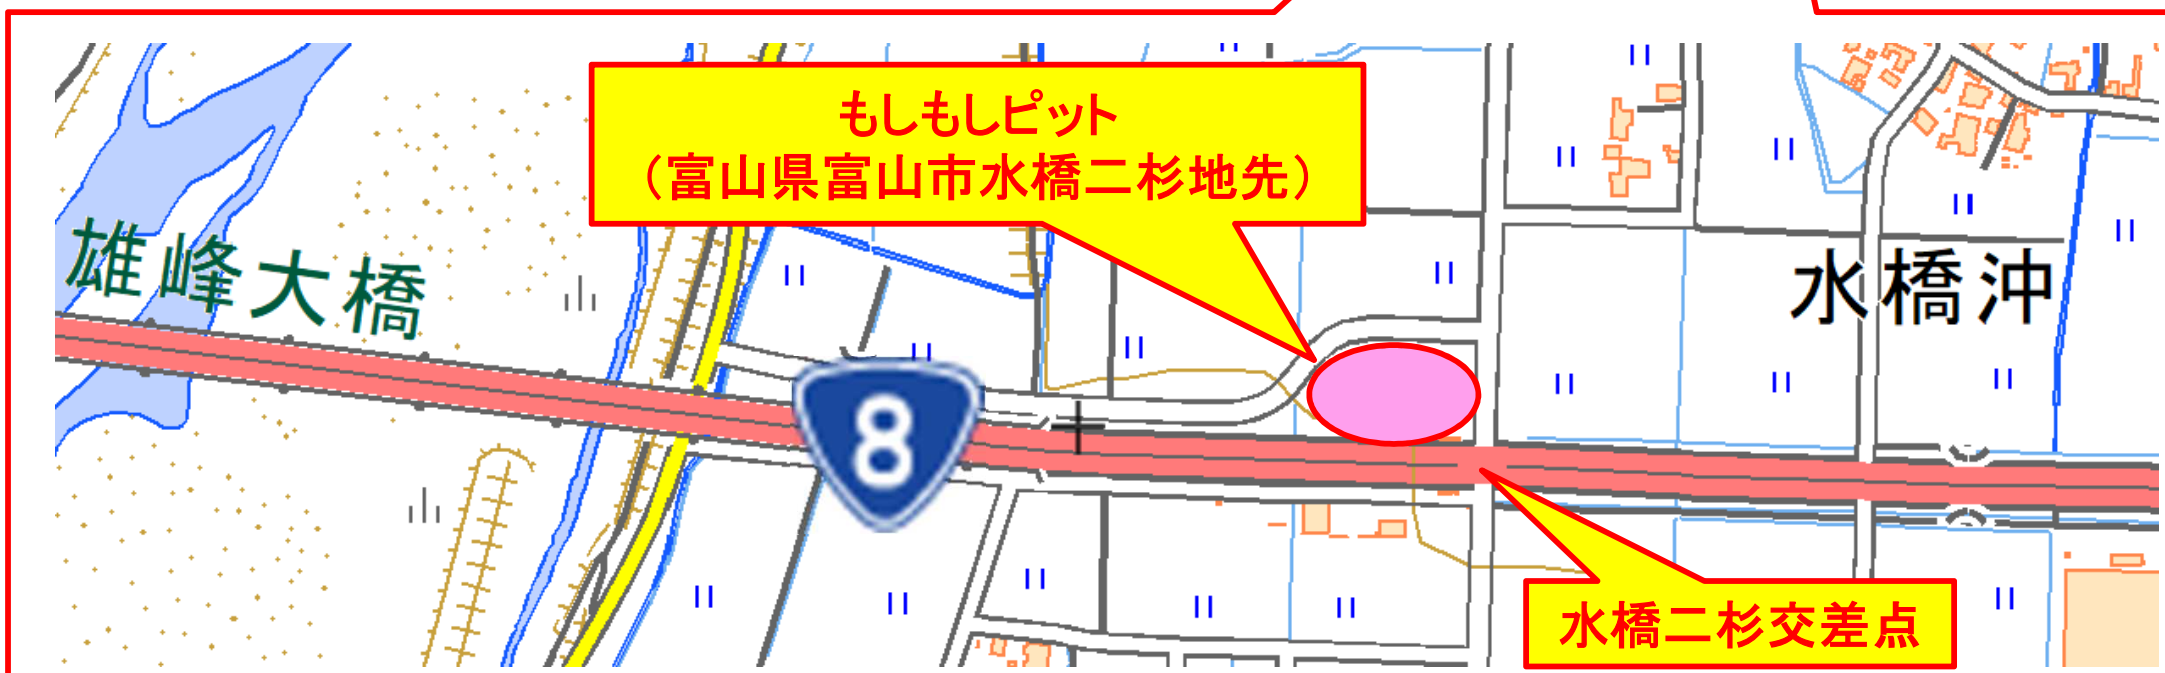 もしもしピット
（富山県富山市水橋二杉地先）
雄峰大橋
水橋沖
8
水橋二杉交差点